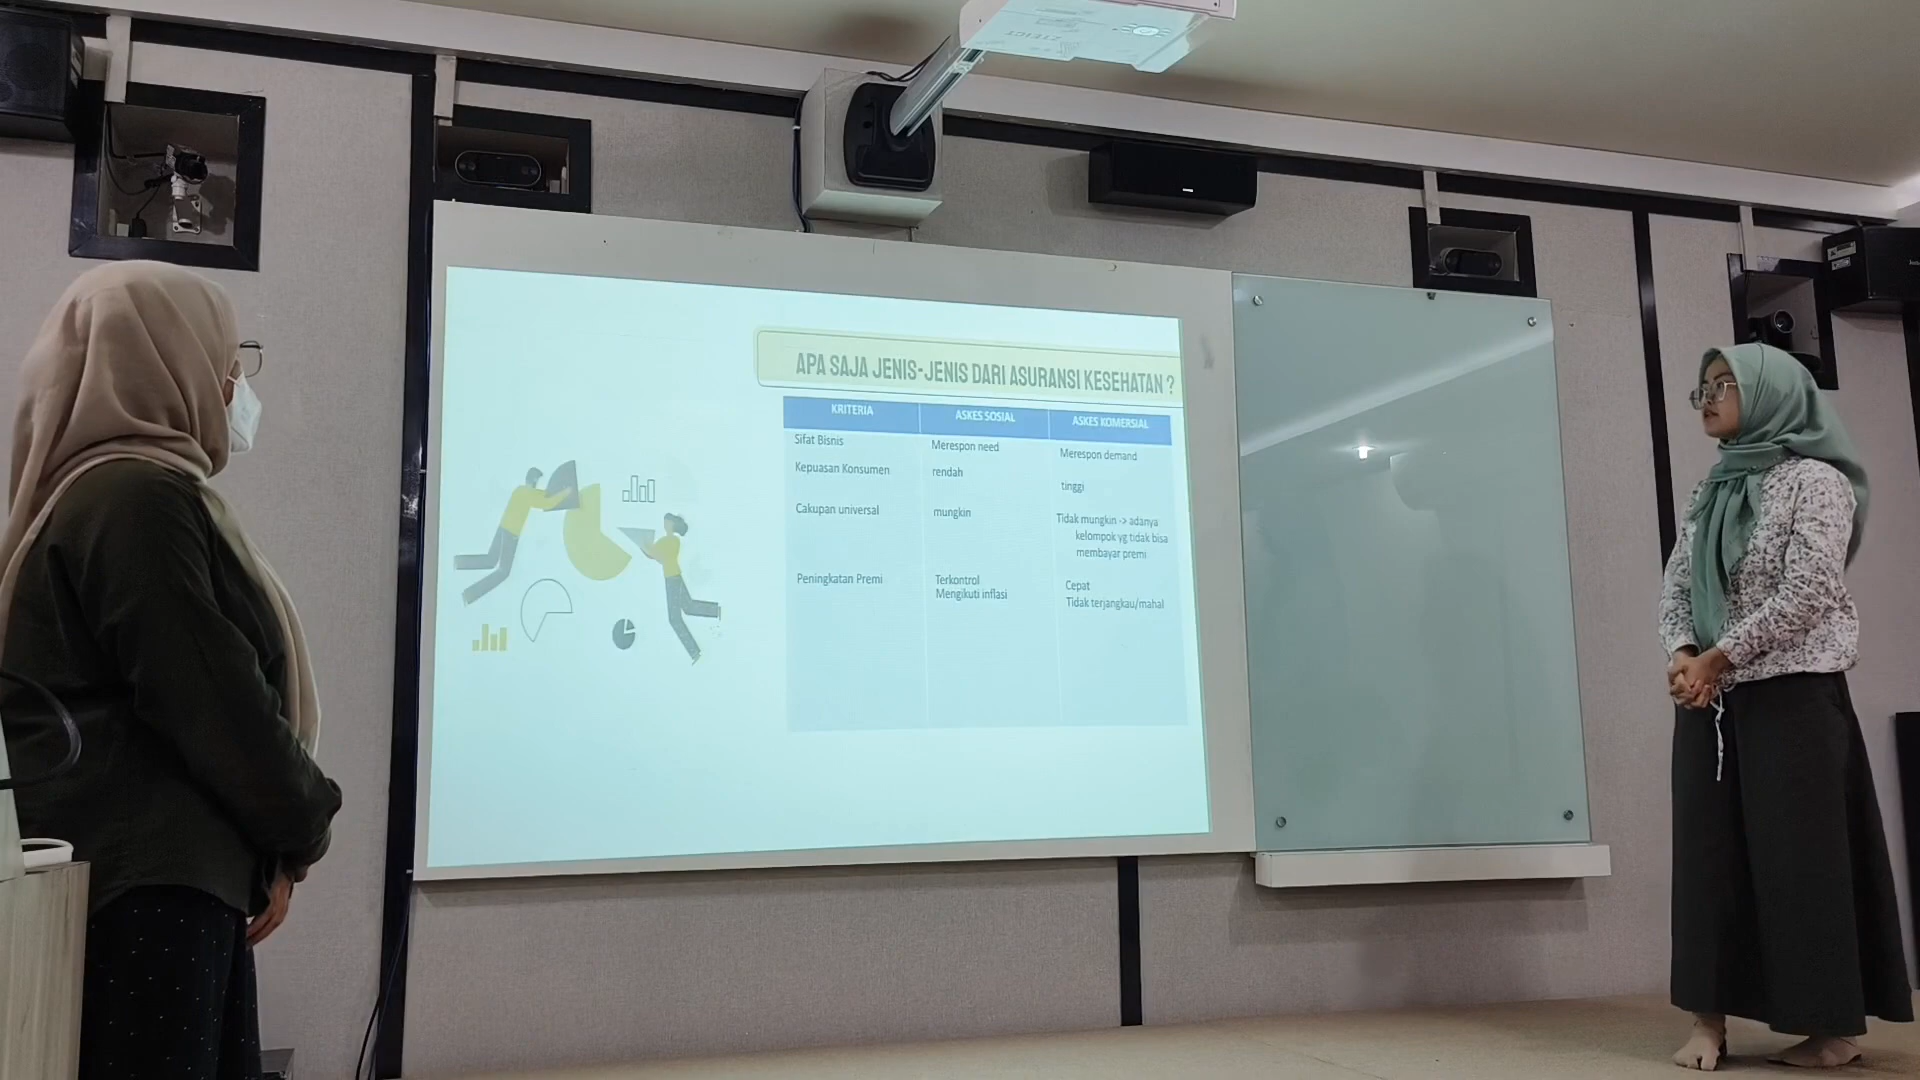 APA SAJA JENIS-JENIS DARI ASURANSI KESEHATAN ?
KRITERIA ASKES SOSIAL ASKES KOMERSIAL
Sifat Bisnis Merespon need Merespon demand
Kepuasan Konsumen rendah tinggi
Cakupan universal mungkin Tidak mungkin -> adanya
kelompok yg tidak bisa
membayar premi
Peningkatan Premi Terkontrol Cepat
Mengikuti inflasi Tidak terjangkau/mahal